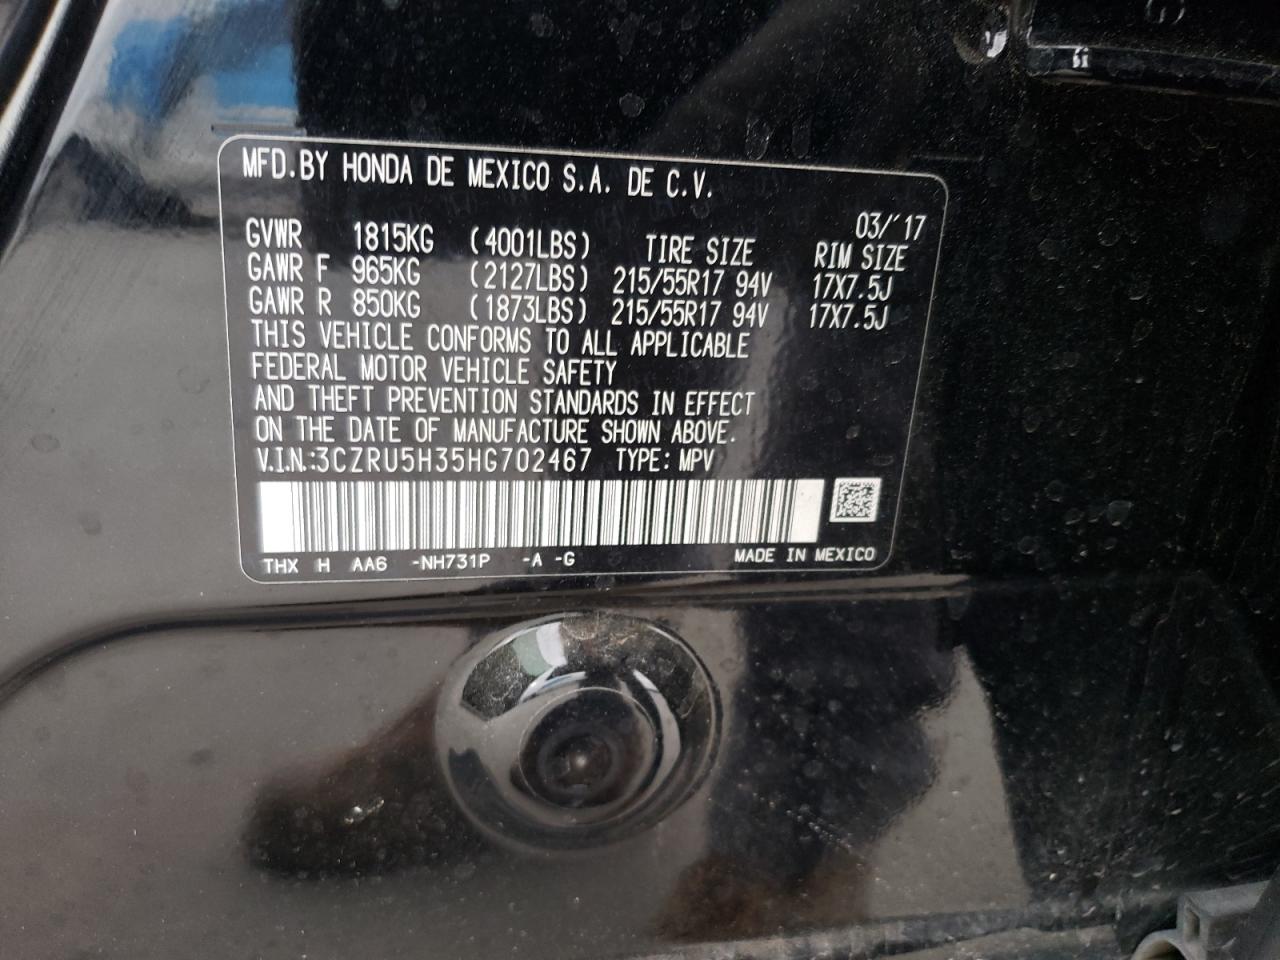 MFD.BY HONDA DE MEXICO S.A. DE C.V.
03/'17
GVWR 1815KG (4001LBS) TIRE SIZE RIM SIZE
GAWR F 965KG (2127LBS) 215/55R17 94V 17X7.5J
GAWR R 850KG (1873LBS) 215/55R17 94V 17X7.5J
THIS VEHICLE CONFORMS TO ALL APPLICABLE
FEDERAL MOTOR VEHICLE SAFETY
AND THEFT PREVENTION STANDARDS IN EFFECT
ON THE DATE OF MANUFACTURE SHOWN ABOVE.
V.I.N.:3CZRU5H35HG702467 TYPE: MPV
THX H AA6 -NH731P -A -G MADE IN MEXICO